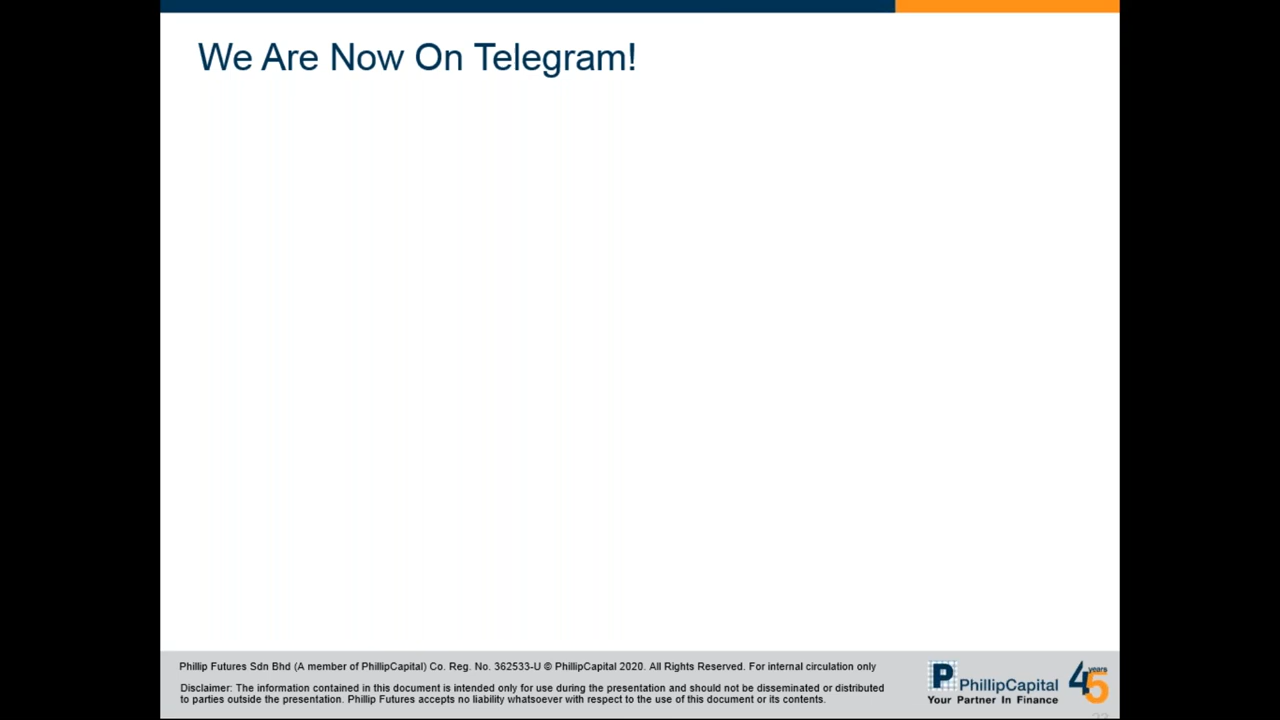 We Are Now On Telegram!
Phillip Futures Sdn Bhd (A member of PhillipCapital) Co. Reg. No. 362533-U © PhillipCapital 2020. All Rights Reserved. For internal circulation only
Disclaimer: The information contained in this document is intended only for use during the presentation and should not be disseminated or distributed
to parties outside the presentation. Phillip Futures accepts no liability whatsoever with respect to the use of this document or its contents.
P PhillipCapital
Your Partner In Finance
45 years